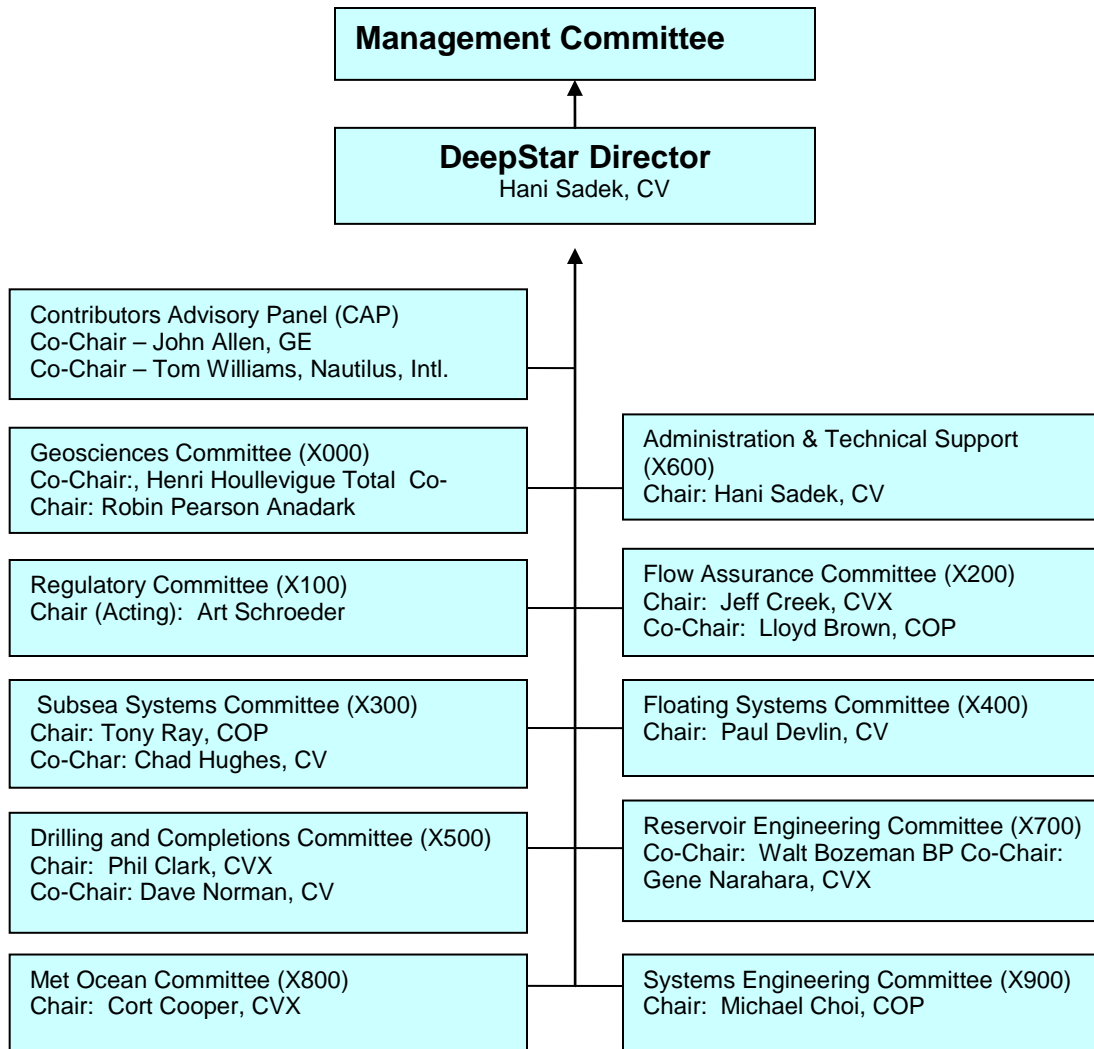 Management Committee
DeepStar Director
Hani Sadek, CV
Contributors Advisory Panel (CAP)
Co-Chair – John Allen, GE
Co-Chair – Tom Williams, Nautilus, Intl.
Geosciences Committee (X000)
Co-Chair:, Henri Houllevigue Total  Co-
Chair: Robin Pearson Anadark
Administration & Technical Support
(X600)
Chair: Hani Sadek, CV
Regulatory Committee (X100)
Chair (Acting):  Art Schroeder
Flow Assurance Committee (X200)
Chair:  Jeff Creek, CVX
Co-Chair:  Lloyd Brown, COP
Subsea Systems Committee (X300)
Chair: Tony Ray, COP
Co-Char: Chad Hughes, CV
Floating Systems Committee (X400)
Chair:  Paul Devlin, CV
Drilling and Completions Committee (X500)
Chair:  Phil Clark, CVX
Co-Chair: Dave Norman, CV
Reservoir Engineering Committee (X700)
Co-Chair:  Walt Bozeman BP Co-Chair:
Gene Narahara, CVX
Met Ocean Committee (X800)
Chair:  Cort Cooper, CVX
Systems Engineering Committee (X900)
Chair:  Michael Choi, COP